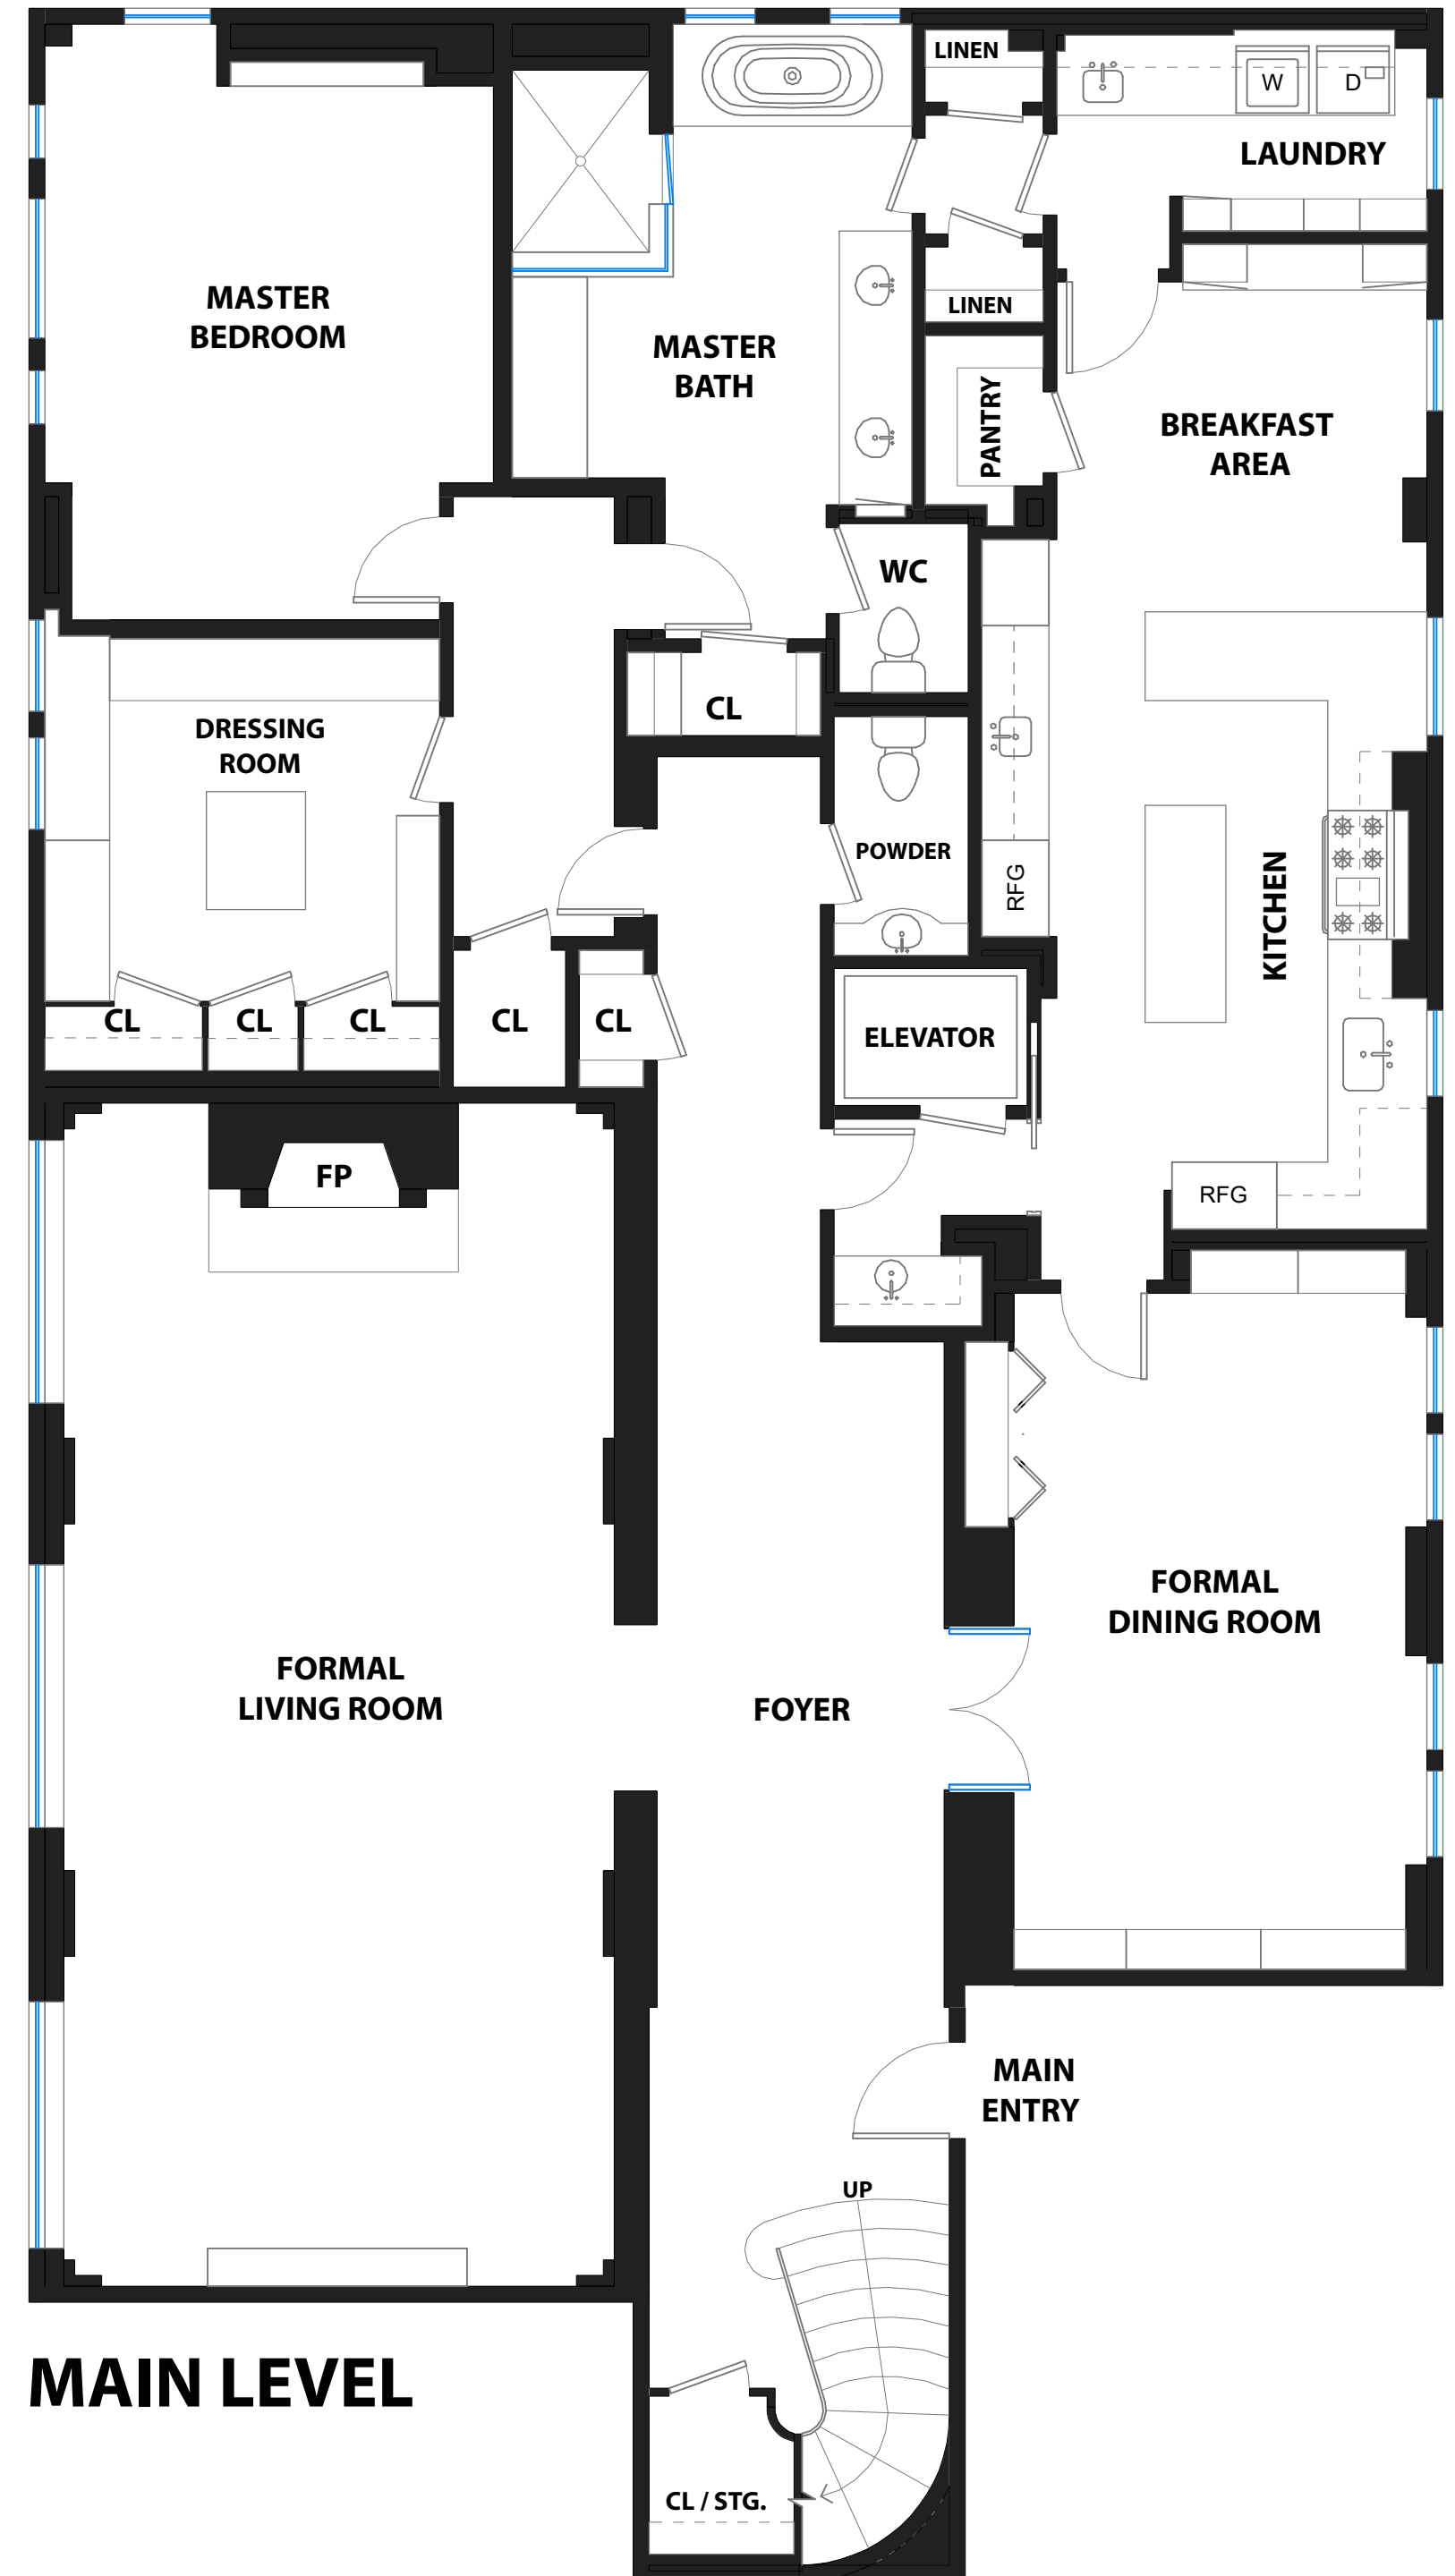 LINEN
W
D
LAUNDRY
MASTER
BEDROOM
LINEN
MASTER
BATH
PANTRY
BREAKFAST
AREA
WC
CL
DRESSING
ROOM
POWDER
RFG
KITCHEN
CL
CL
CL
CL
CL
ELEVATOR
FP
RFG
FORMAL
DINING ROOM
FORMAL
LIVING ROOM
FOYER
MAIN
ENTRY
UP
MAIN LEVEL
CL / STG.